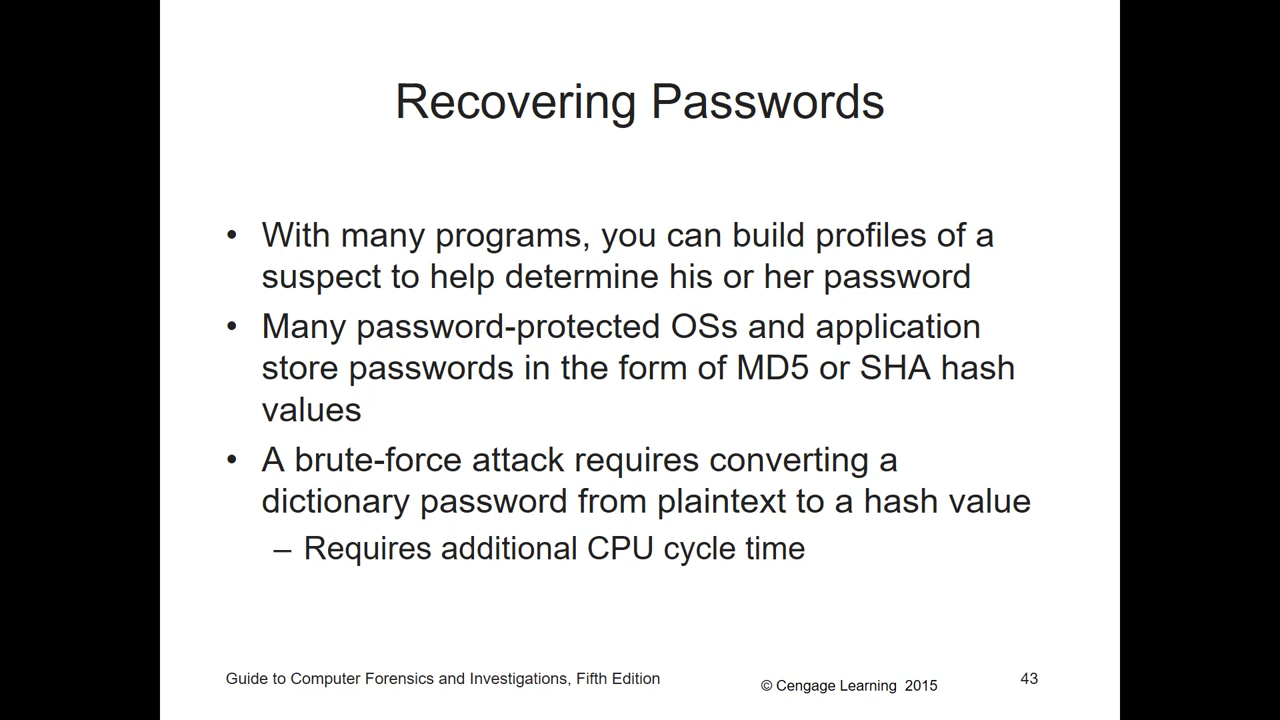 Recovering Passwords
• With many programs, you can build profiles of a
suspect to help determine his or her password
• Many password-protected OSs and application
store passwords in the form of MD5 or SHA hash
values
• A brute-force attack requires converting a
dictionary password from plaintext to a hash value
– Requires additional CPU cycle time
Guide to Computer Forensics and Investigations, Fifth Edition
© Cengage Learning 2015
43